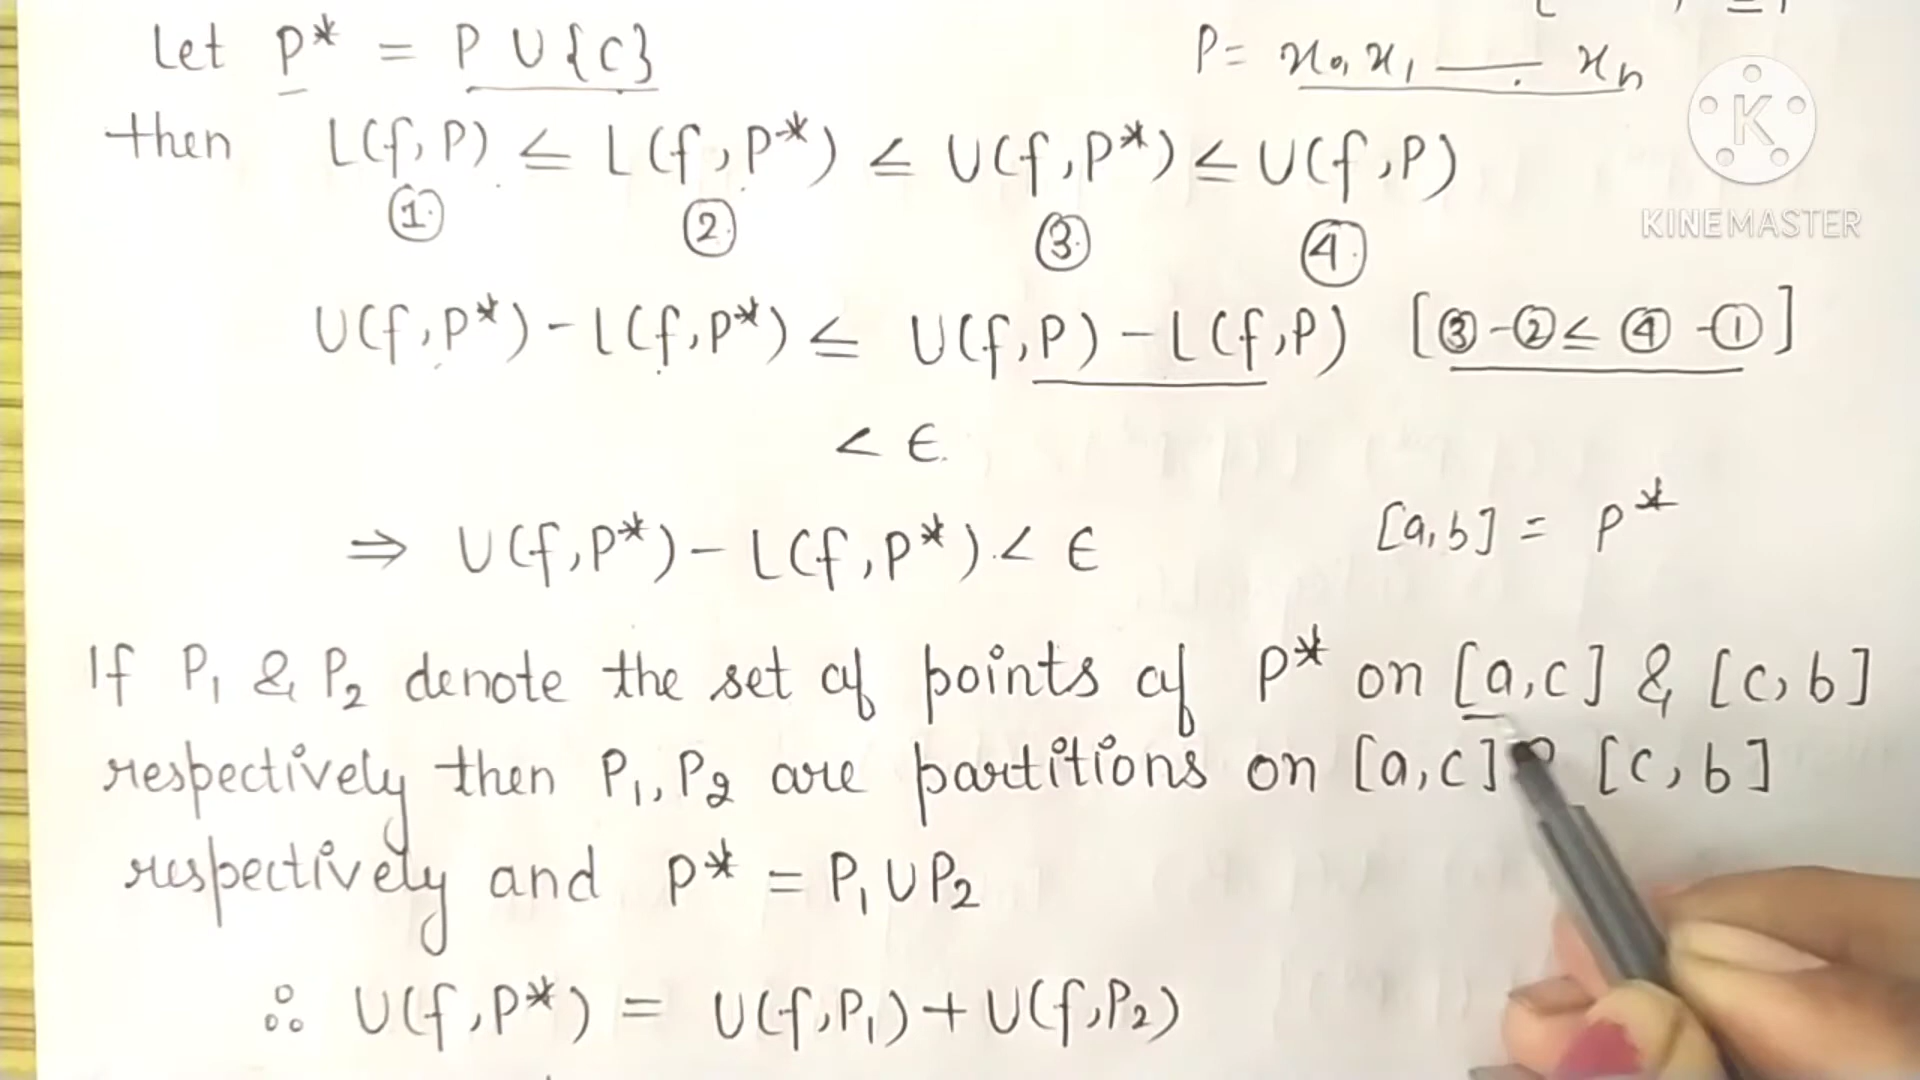 Let P* = P ∪ {c}
P = x₀, x₁ —. xₙ
then L(f,P) ≤ L(f,P*) ≤ U(f,P*) ≤ U(f,P)
① ② ③ ④
KINEMASTER
U(f,P*) - L(f,P*) ≤ U(f,P) - L(f,P) [③-②≤ ④-①]
< ϵ
[a,b] = P*
⇒ U(f,P*) - L(f,P*) < ϵ
If P₁ & P₂ denote the set of points of P* on [a,c] & [c,b]
respectively then P₁, P₂ are partitions on [a,c] [c,b]
respectively and P* = P₁∪P₂
∴ U(f,P*) = U(f,P₁) + U(f,P₂)